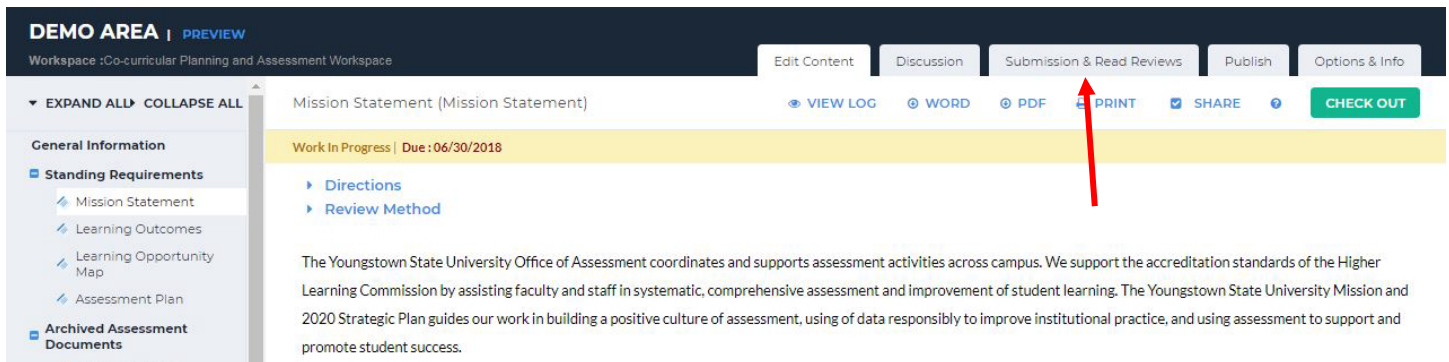 DEMO AREA | PREVIEW
Workspace :Co-curricular Planning and Assessment Workspace
Edit Content
Discussion
Submission & Read Reviews
Publish
Options & Info
EXPAND ALL COLLAPSE ALL
Mission Statement (Mission Statement)
VIEW LOG
WORD
PDF
PRINT
SHARE
CHECK OUT
General Information
Work In Progress | Due : 06/30/2018
Standing Requirements
Mission Statement
Learning Outcomes
Learning Opportunity
Map
Assessment Plan
Archived Assessment
Documents
Directions
Review Method
The Youngstown State University Office of Assessment coordinates and supports assessment activities across campus. We support the accreditation standards of the Higher
Learning Commission by assisting faculty and staff in systematic, comprehensive assessment and improvement of student learning. The Youngstown State University Mission and
2020 Strategic Plan guides our work in building a positive culture of assessment, using of data responsibly to improve institutional practice, and using assessment to support and
promote student success.